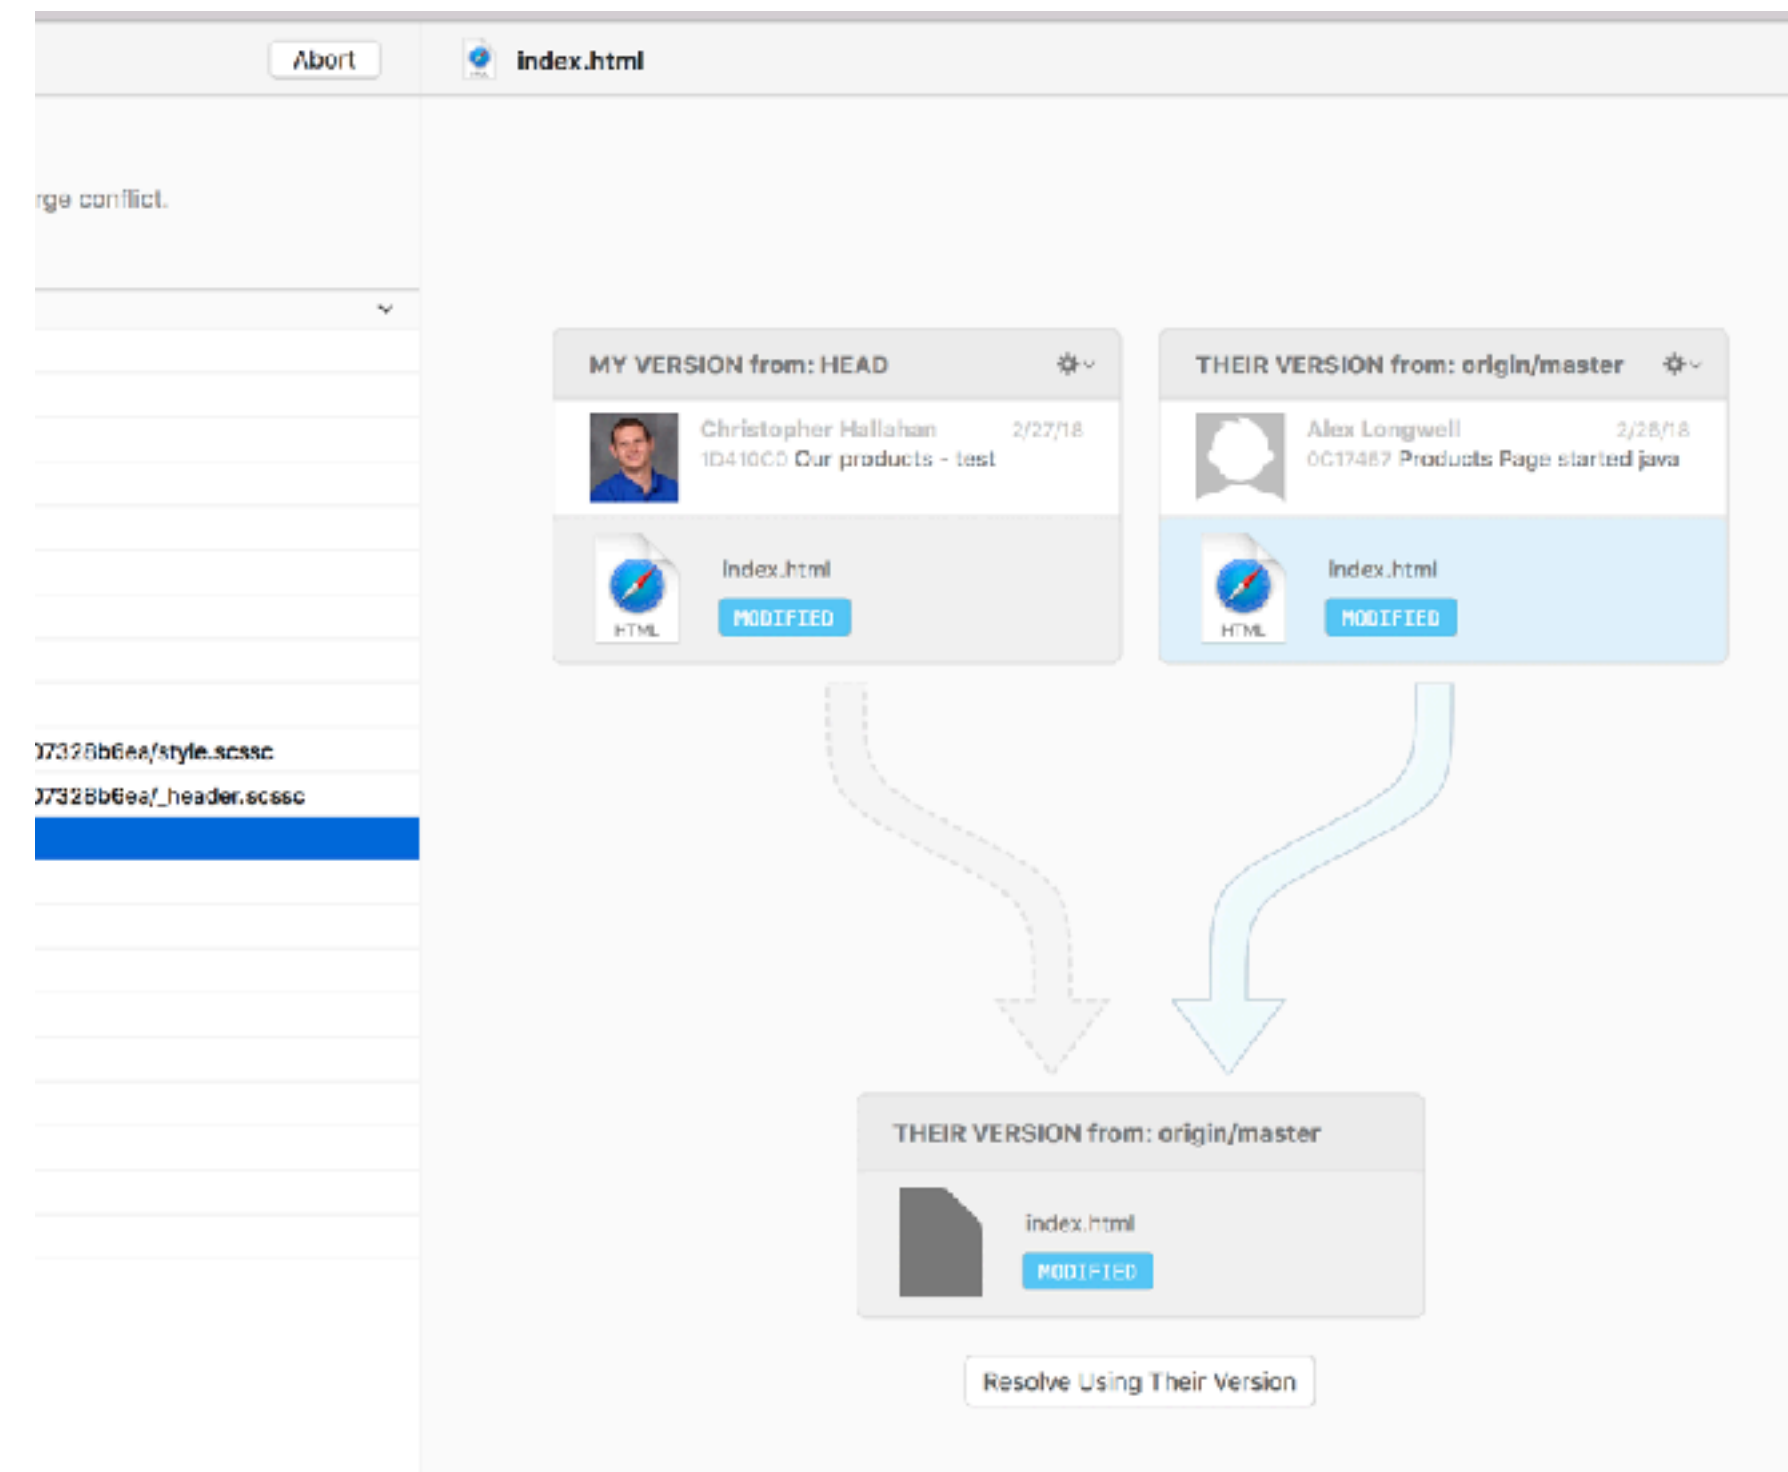 Abort
index.html
rge conflict.
MY VERSION from: HEAD
THEIR VERSION from: origin/master
Christopher Hallahan 2/27/18
1D410C0 Our products - test
Alex Longwell 2/28/18
0C17467 Products Page started java
index.html
MODIFIED
HTML
index.html
MODIFIED
HTML
07328b6ea/style.scssc
07328b6ea/_header.scssc
THEIR VERSION from: origin/master
index.html
MODIFIED
Resolve Using Their Version